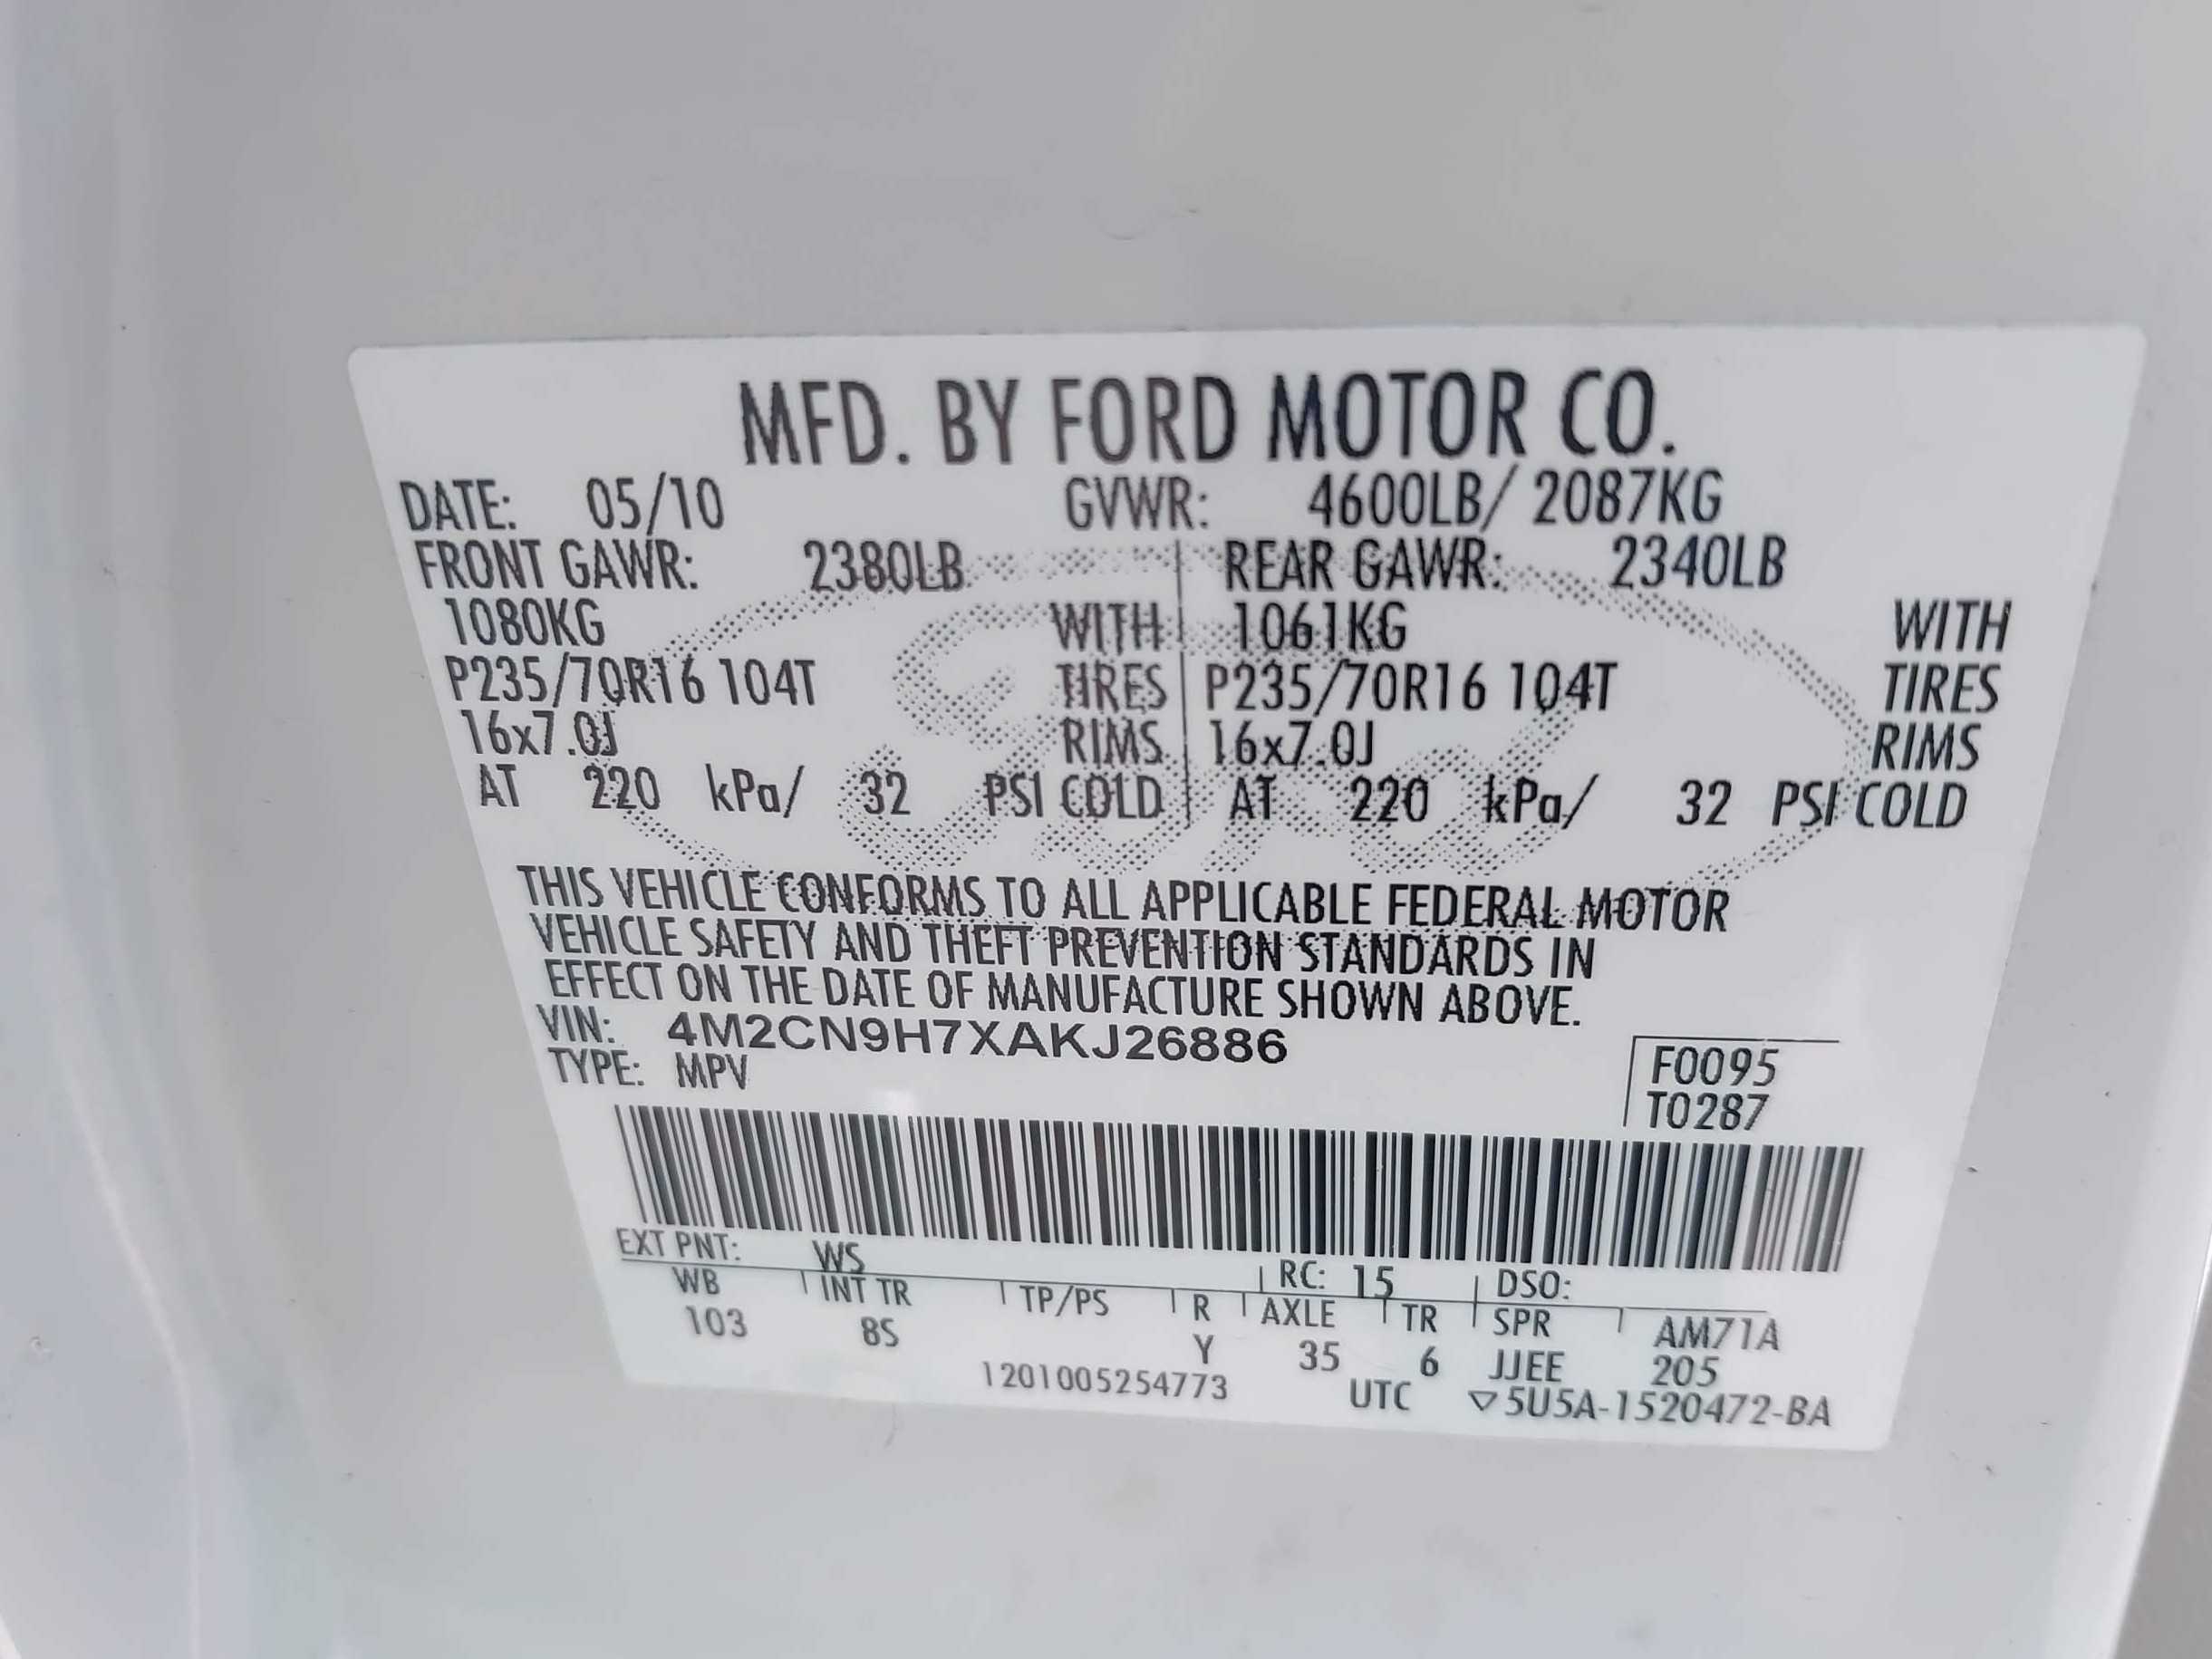 MFD. BY FORD MOTOR CO.
DATE: 05/10 GVWR: 4600LB/ 2087KG
FRONT GAWR: 2380LB REAR GAWR: 2340LB
1080KG WITH 1061KG WITH
P235/70R16 104T TIRES P235/70R16 104T TIRES
16x7.0J RIMS 16x7.0J RIMS
AT 220 kPa/ 32 PSI COLD AT 220 kPa/ 32 PSI COLD
Ford
THIS VEHICLE CONFORMS TO ALL APPLICABLE FEDERAL MOTOR
VEHICLE SAFETY AND THEFT PREVENTION STANDARDS IN
EFFECT ON THE DATE OF MANUFACTURE SHOWN ABOVE.
VIN: 4M2CN9H7XAKJ26886
TYPE: MPV
F0095
T0287
EXT PNT: WS RC: 15 DSO:
WB INT TR TP/PS R AXLE TR SPR AM71A
103 8S Y 35 6 JJEE 205
1201005254773 UTC ▽5U5A-1520472-BA